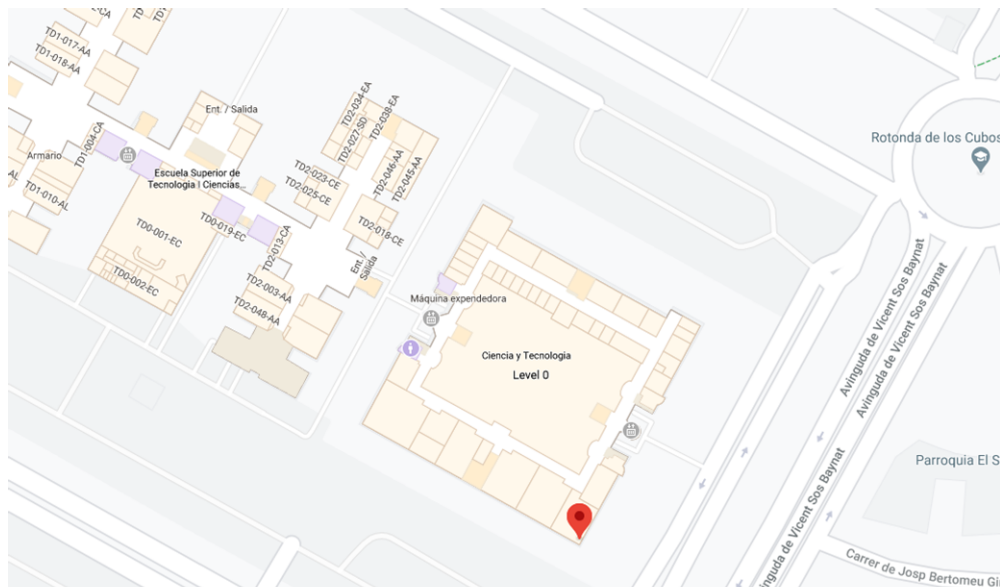 TD1-017-AA
TD1-018-AA
TD1-004-CA
Armario
TD1-010-AL
Ent. / Salida
Escuela Superior de
Tecnologia I Ciencias...
TD0-001-EC
TD0-002-EC
TD0-019-EC
TD2-013-CA
TD2-003-AA
TD2-048-AA
TD2-034-EA
TD2-038-EA
TD2-027-SD
TD2-046-AA
TD2-045-AA
TD2-023-CE
TD2-025-CE
TD2-018-CE
Ent. /
Salida
Máquina expendedora
Ciencia y Tecnologia
Level 0
Rotonda de los Cubos
Avinguda de Vicent Sos Baynat
Avinguda de Vicent Sos Baynat
Vicent Sos Baynat
Parroquia El S
Carrer de Josp Bertomeu Gi